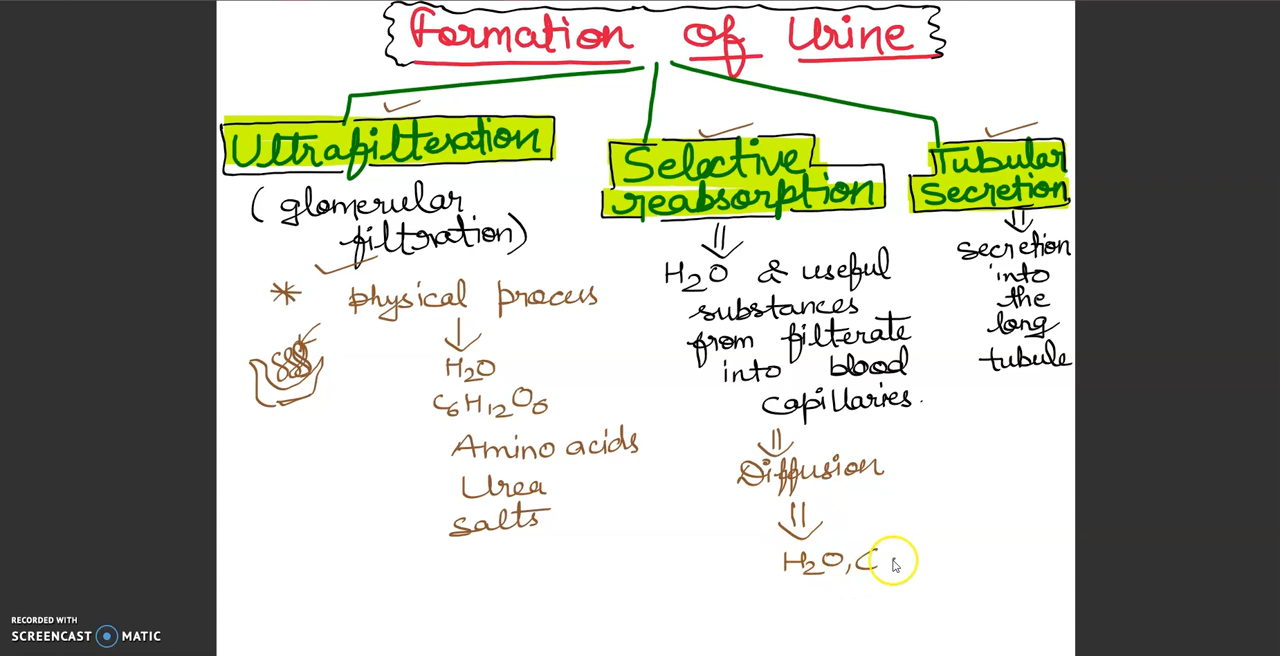 Formation of Urine
Ultrafilteration
(glomerular
filtration)
* physical process
H2O
C6H12O6
Amino acids
Urea
Salts
Selective
reabsorption
H2O & useful
substances
from filterate
into blood
capillaries.
Diffusion
H2O, C
Tubular
Secretion
Secretion
into
the
long
tubule
RECORDED WITH
SCREENCAST MATIC